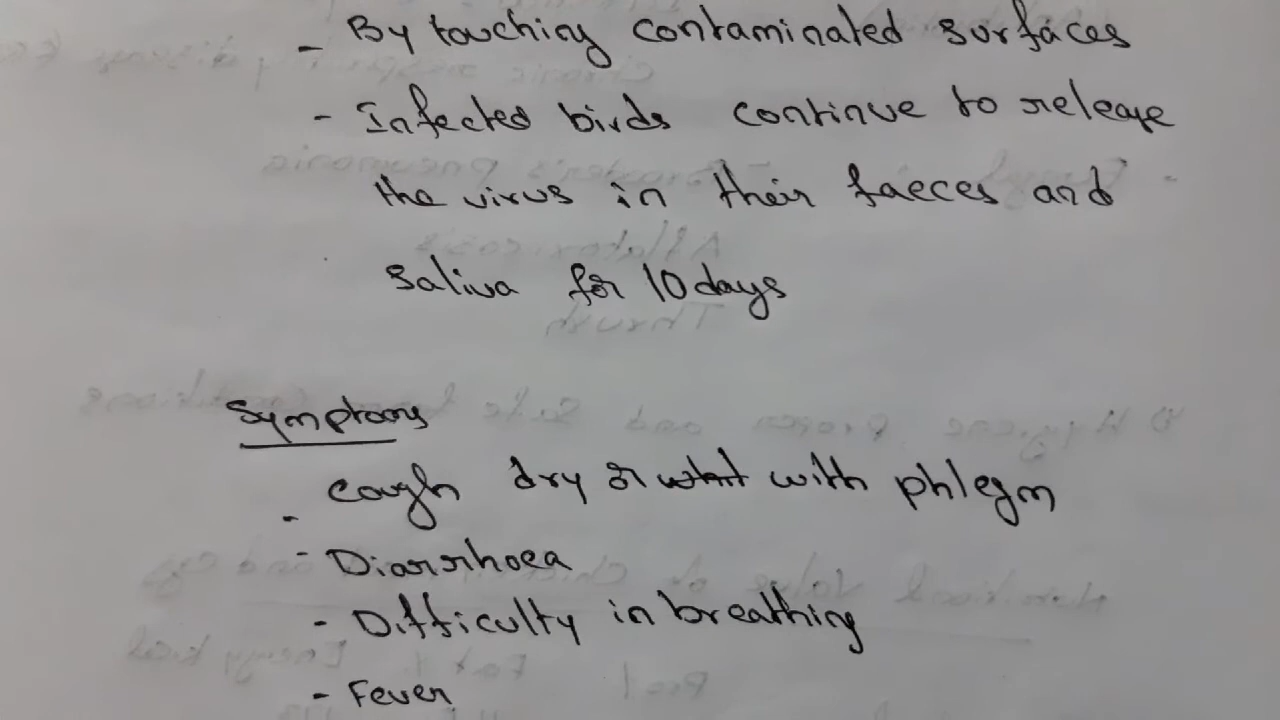 - By touching contaminated surfaces
- Infected birds continue to release
the virus in their faeces and
saliva for 10 days
Symptoms
- cough dry or with phlegm
- Diarrhoea
- Difficulty in breathing
- Fever